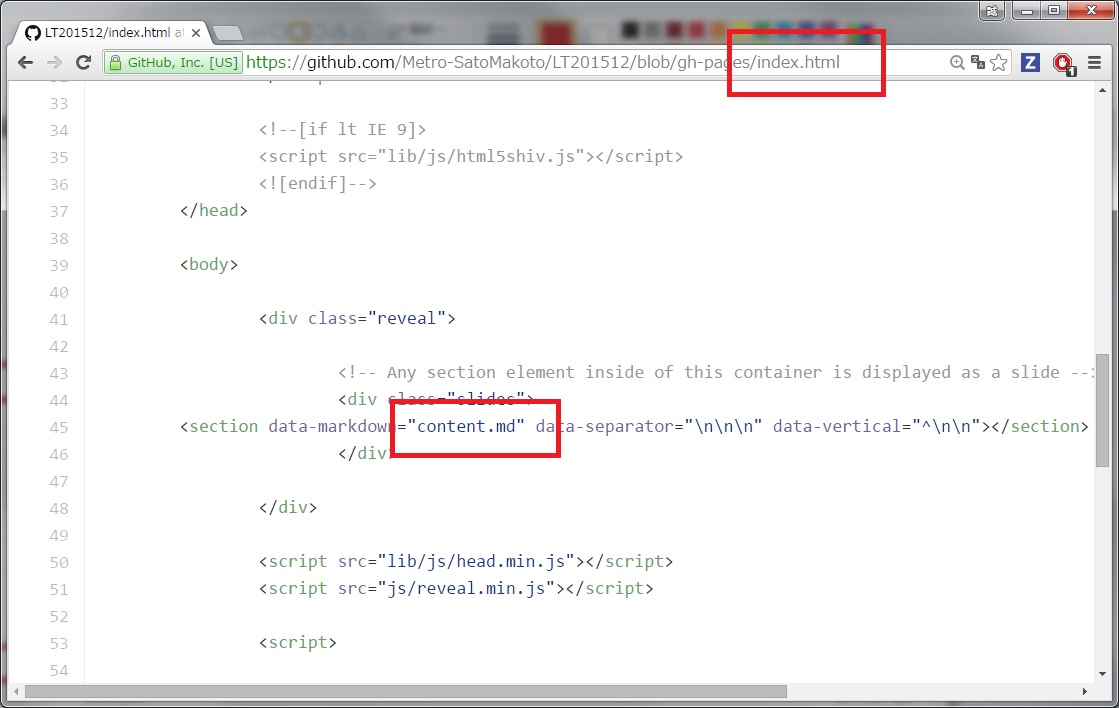 LT201512/index.html at
GitHub, Inc. [US] https://github.com/Metro-SatoMakoto/LT201512/blob/gh-pages/index.html
Z
1
33
34 <!--[if lt IE 9]>
35 <script src="lib/js/html5shiv.js"></script>
36 <![endif]-->
37 </head>
38
39 <body>
40
41 <div class="reveal">
42
43 <!-- Any section element inside of this container is displayed as a slide -->
44 <div class="slides">
45 <section data-markdown="content.md" data-separator="\n\n\n" data-vertical="^\n\n"></section>
46 </div>
47
48 </div>
49
50 <script src="lib/js/head.min.js"></script>
51 <script src="js/reveal.min.js"></script>
52
53 <script>
54